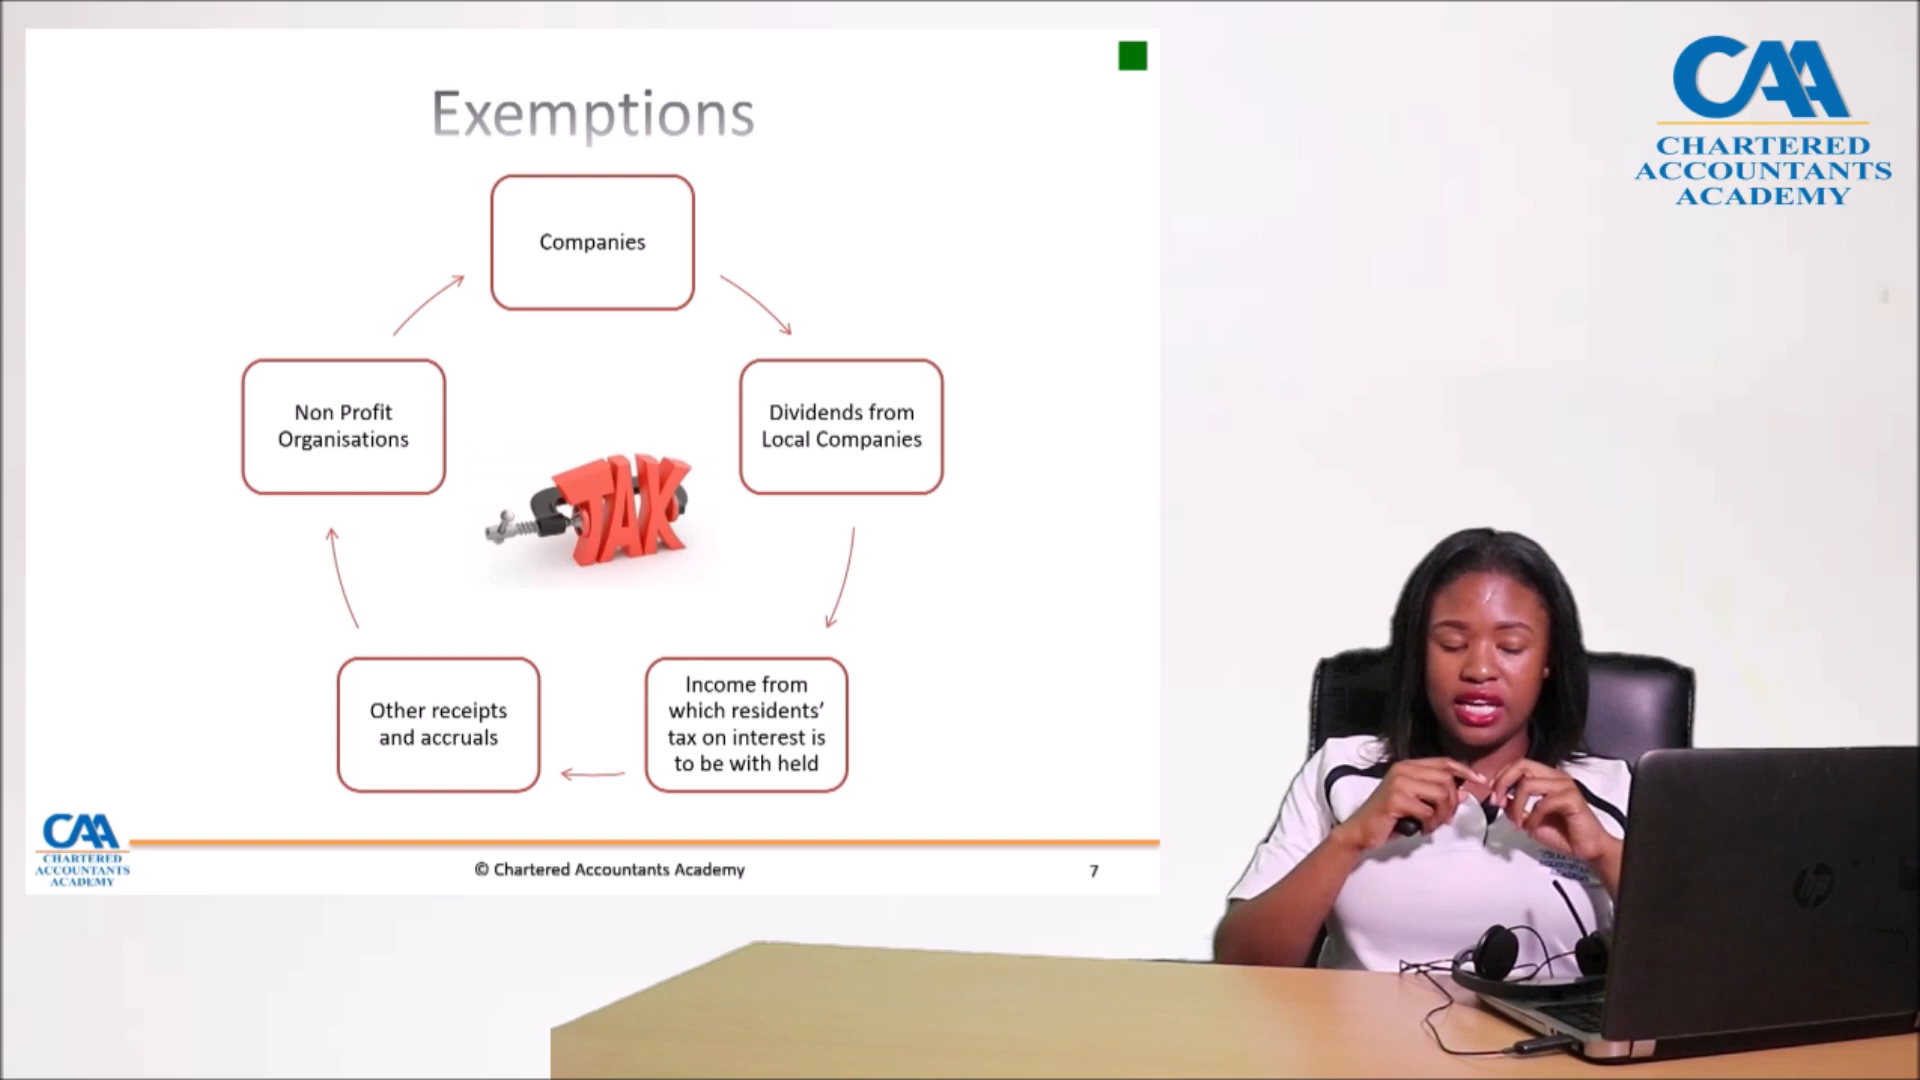 Exemptions
Companies
Dividends from
Local Companies
Income from
which residents’
tax on interest is
to be with held
Other receipts
and accruals
Non Profit
Organisations
TAX
CAA
CHARTERED
ACCOUNTANTS
ACADEMY
© Chartered Accountants Academy
7
CAA
CHARTERED
ACCOUNTANTS
ACADEMY
hp